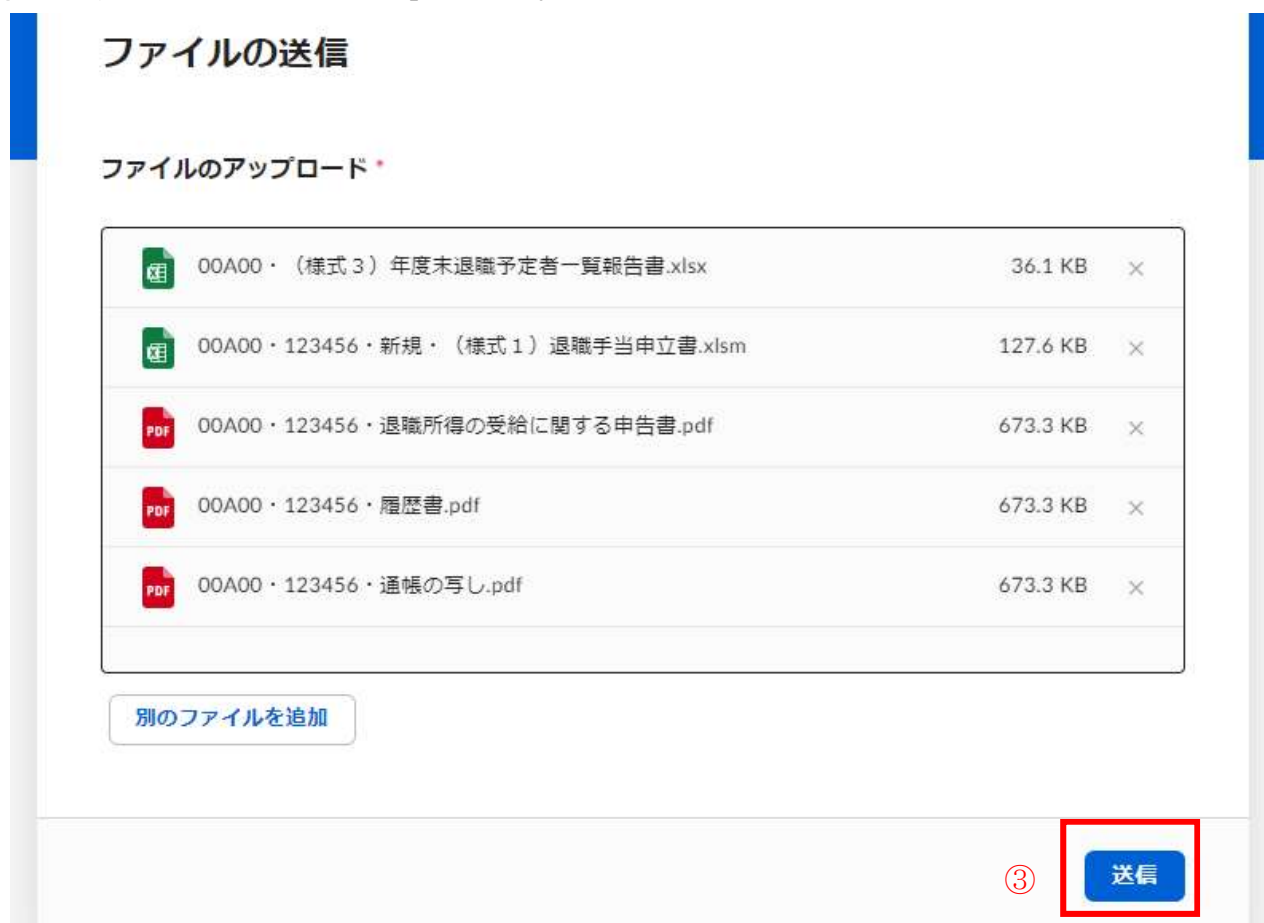 ファイルの送信
ファイルのアップロード *
00A00・（様式３）年度末退職予定者一覧報告書.xlsx 36.1 KB ×
00A00・123456・新規・（様式１）退職手当申立書.xlsm 127.6 KB ×
PDF 00A00・123456・退職所得の受給に関する申告書.pdf 673.3 KB ×
PDF 00A00・123456・履歴書.pdf 673.3 KB ×
PDF 00A00・123456・通帳の写し.pdf 673.3 KB ×
別のファイルを追加
③ 送信